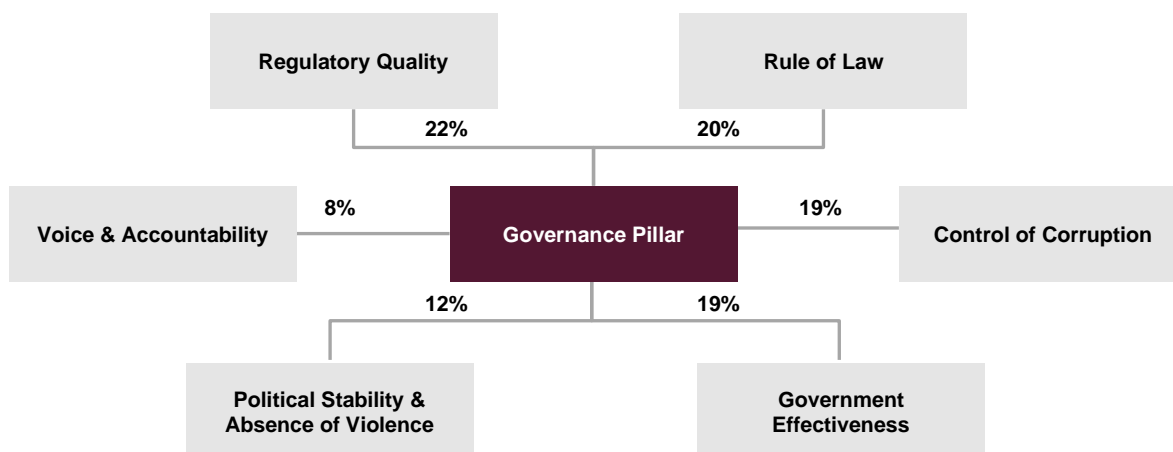 Regulatory Quality
Rule of Law
22%
20%
Voice & Accountability
8%
Governance Pillar
19%
Control of Corruption
12%
19%
Political Stability &
Absence of Violence
Government
Effectiveness